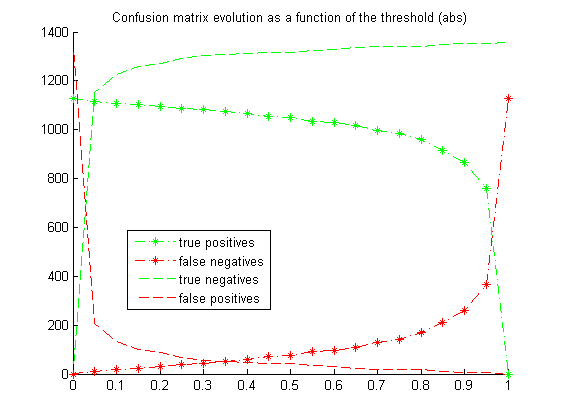 Confusion matrix evolution as a function of the threshold (abs)
1400
1200
1000
800
600
400
200
0
true positives
false negatives
true negatives
false positives
0 0.1 0.2 0.3 0.4 0.5 0.6 0.7 0.8 0.9 1